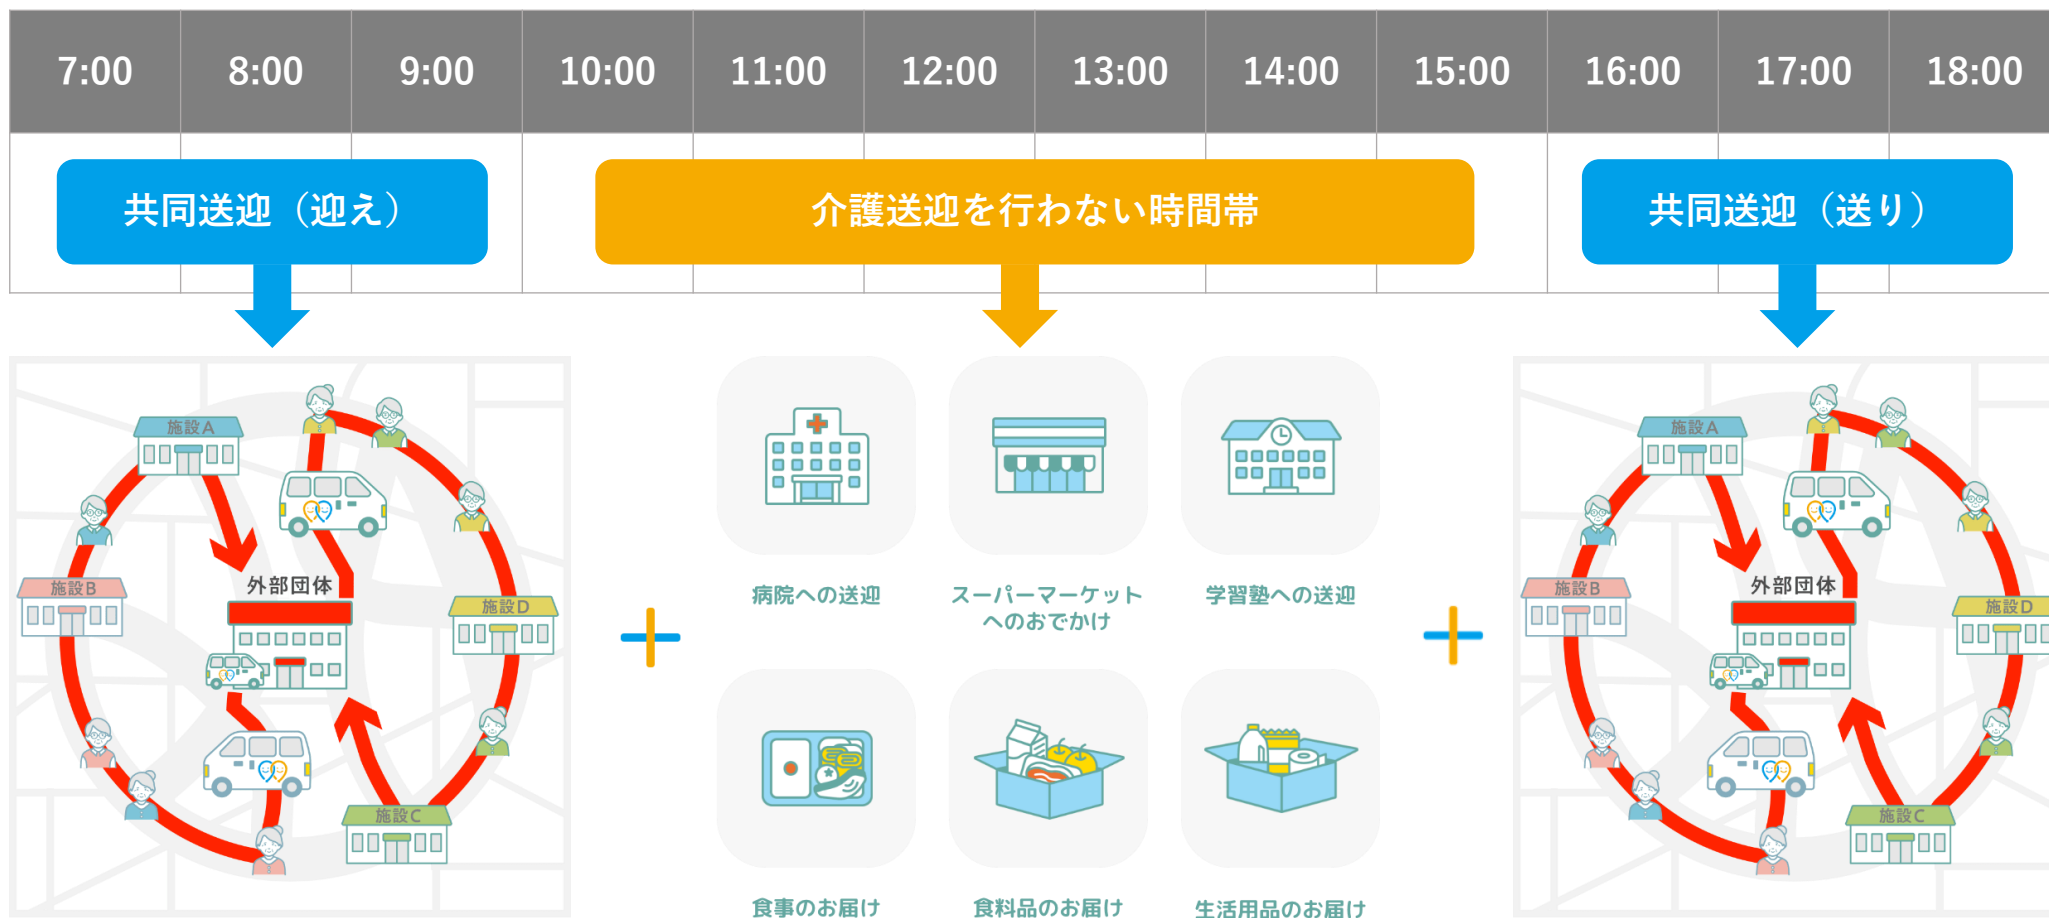 7:00 8:00 9:00 10:00 11:00 12:00 13:00 14:00 15:00 16:00 17:00 18:00
共同送迎（迎え）
介護送迎を行わない時間帯
共同送迎（送り）
施設A
施設B
外部団体
施設D
施設C
病院への送迎
スーパーマーケット
へのおでかけ
学習塾への送迎
食事のお届け
食料品のお届け
生活用品のお届け
施設A
施設B
外部団体
施設D
施設C